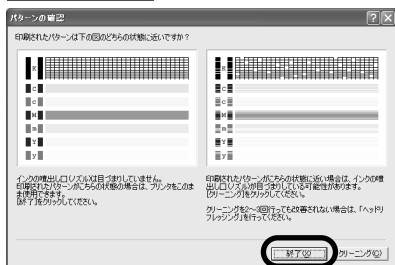 パターンの確認
印刷されたパターンは下の図のどちらの状態に近いですか？
K
C
c
M
m
Y
y
K
C
c
M
m
Y
y
インクの噴出し口（ノズル）は目づまりしていません。
印刷されたパターンがこちらの状態の場合は、プリンタをこのまま使用できます。
[終了]をクリックしてください。
印刷されたパターンがこちらの状態に近い場合は、インクの噴出し口（ノズル）が目づまりしている可能性があります。
[クリーニング]をクリックしてください。
クリーニングを2～3回行っても改善されない場合は、「ヘッドリフレッシング」を行ってください。
終了(X)
クリーニング(C)